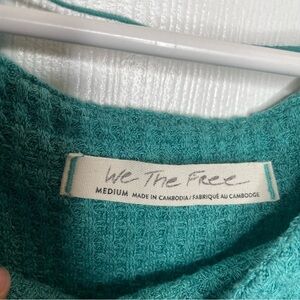 We The Free
MEDIUM MADE IN CAMBODIA / FABRIQUÉ AU CAMBODGE